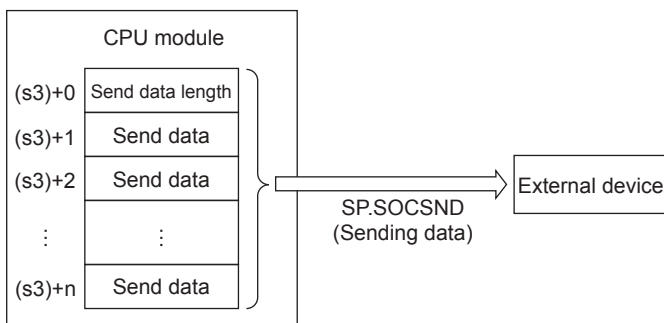 CPU module
(s3)+0 Send data length
(s3)+1 Send data
(s3)+2 Send data
⋮ ⋮
(s3)+n Send data
SP.SOCSND
(Sending data)
External device